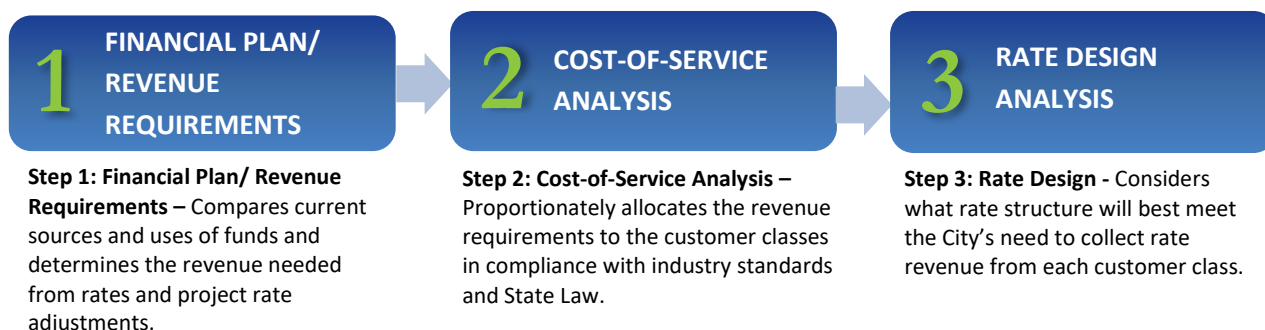 1
FINANCIAL PLAN/
REVENUE
REQUIREMENTS
2
COST-OF-SERVICE
ANALYSIS
3
RATE DESIGN
ANALYSIS
Step 1: Financial Plan/ Revenue
Requirements – Compares current
sources and uses of funds and
determines the revenue needed
from rates and project rate
adjustments.
Step 2: Cost-of-Service Analysis –
Proportionately allocates the revenue
requirements to the customer classes
in compliance with industry standards
and State Law.
Step 3: Rate Design - Considers
what rate structure will best meet
the City’s need to collect rate
revenue from each customer class.